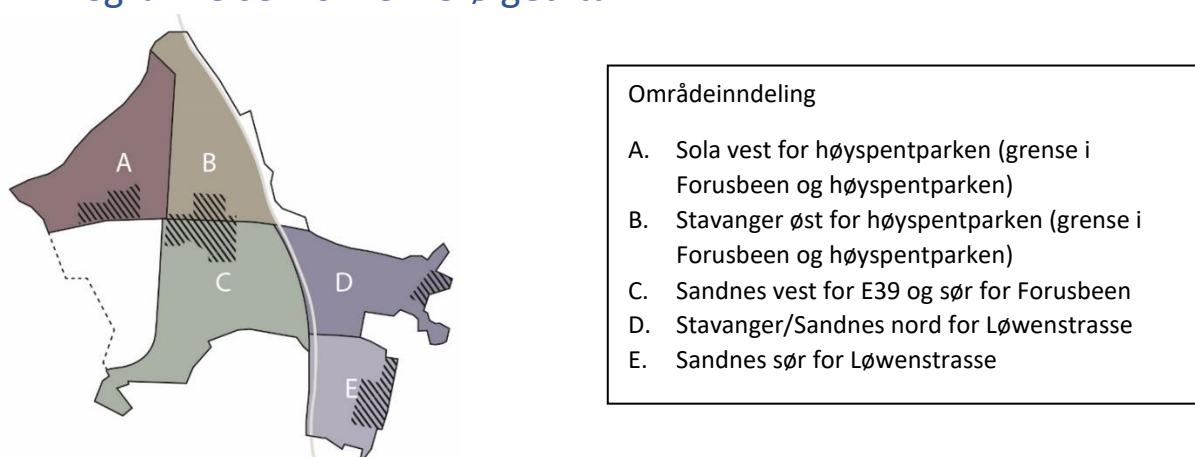 A
B
C
D
E
Områdeinndeling
A. Sola vest for høyspentparken (grense i
Forusbeen og høyspentparken)
B. Stavanger øst for høyspentparken (grense i
Forusbeen og høyspentparken)
C. Sandnes vest for E39 og sør for Forusbeen
D. Stavanger/Sandnes nord for Løwenstrasse
E. Sandnes sør for Løwenstrasse